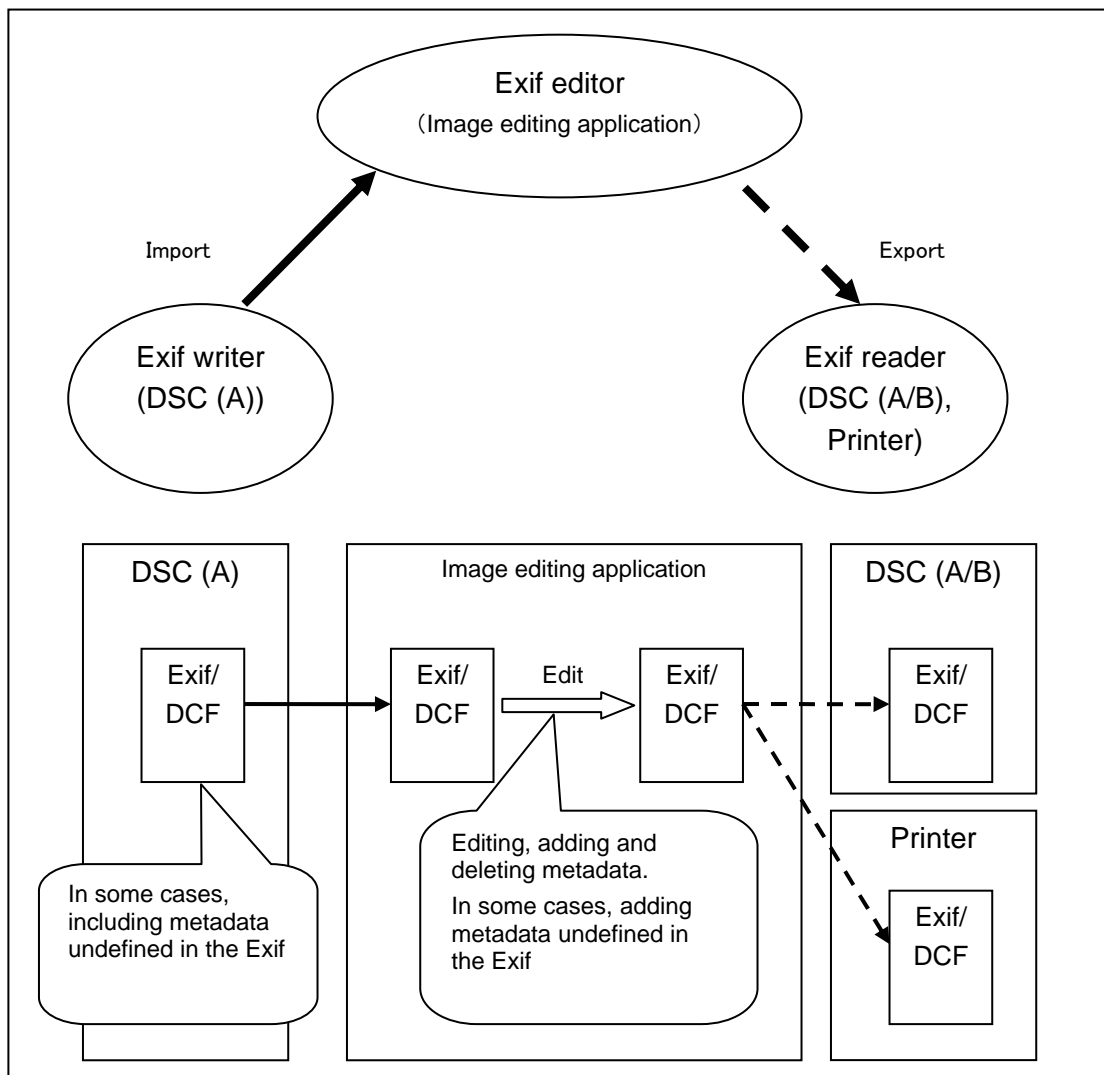 Exif editor
（Image editing application）
Import
Export
Exif writer
(DSC (A))
Exif reader
(DSC (A/B),
Printer)
DSC (A)
Exif/
DCF
In some cases,
including metadata
undefined in the Exif
Image editing application
Exif/
DCF
Edit
Exif/
DCF
Editing, adding and
deleting metadata.
In some cases, adding
metadata undefined in
the Exif
DSC (A/B)
Exif/
DCF
Printer
Exif/
DCF